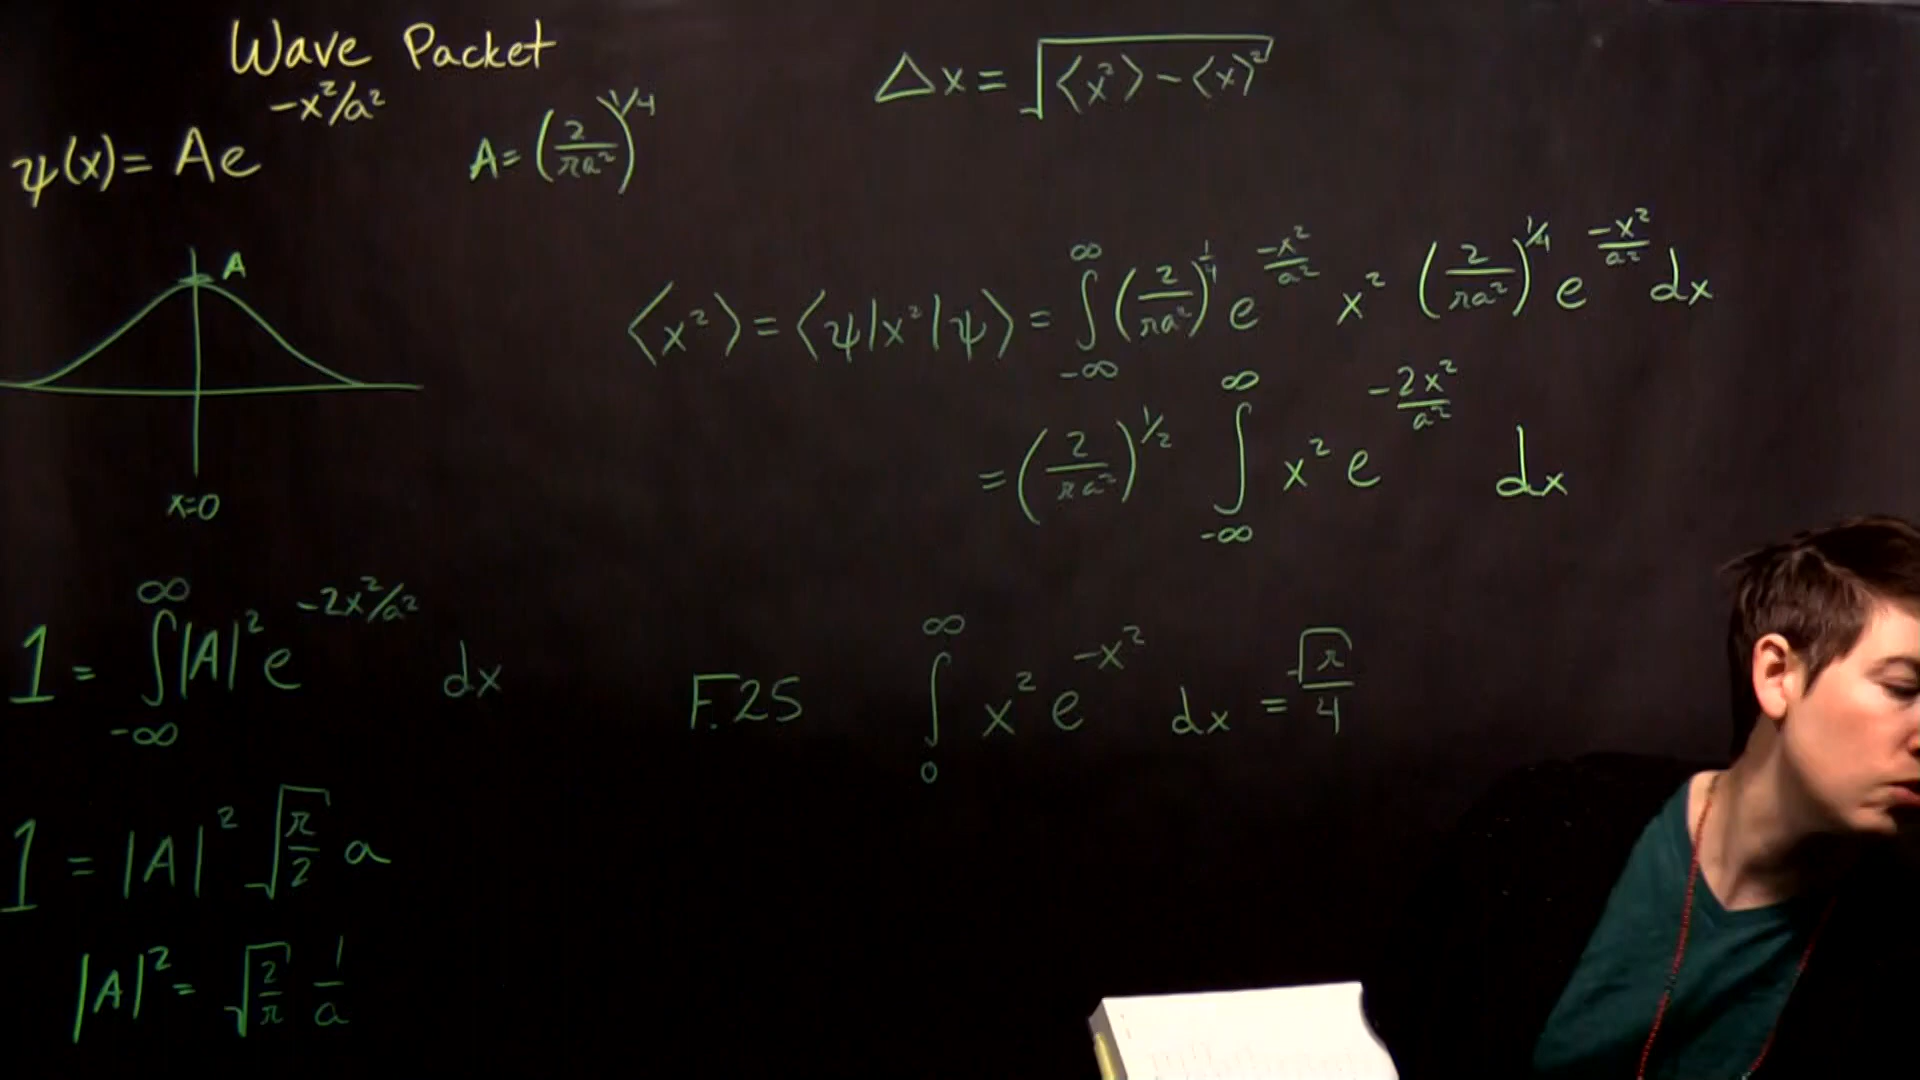 Wave Packet
ψ(x) = Ae^{-x²/a²}
A = (2/πa²)^{1/4}
A
x=0
1 = ∫_{-∞}^{∞} |A|² e^{-2x²/a²} dx
1 = |A|² √(π/2) a
|A|² = √(2/π) 1/a
Δx = √(⟨x²⟩ - ⟨x⟩²)
⟨x²⟩ = ⟨ψ|x²|ψ⟩ = ∫_{-∞}^{∞} (2/πa²)^{1/4} e^{-x²/a²} x² (2/πa²)^{1/4} e^{-x²/a²} dx
= (2/πa²)^{1/2} ∫_{-∞}^{∞} x² e^{-2x²/a²} dx
F.25 ∫_{0}^{∞} x² e^{-x²} dx = √π/4